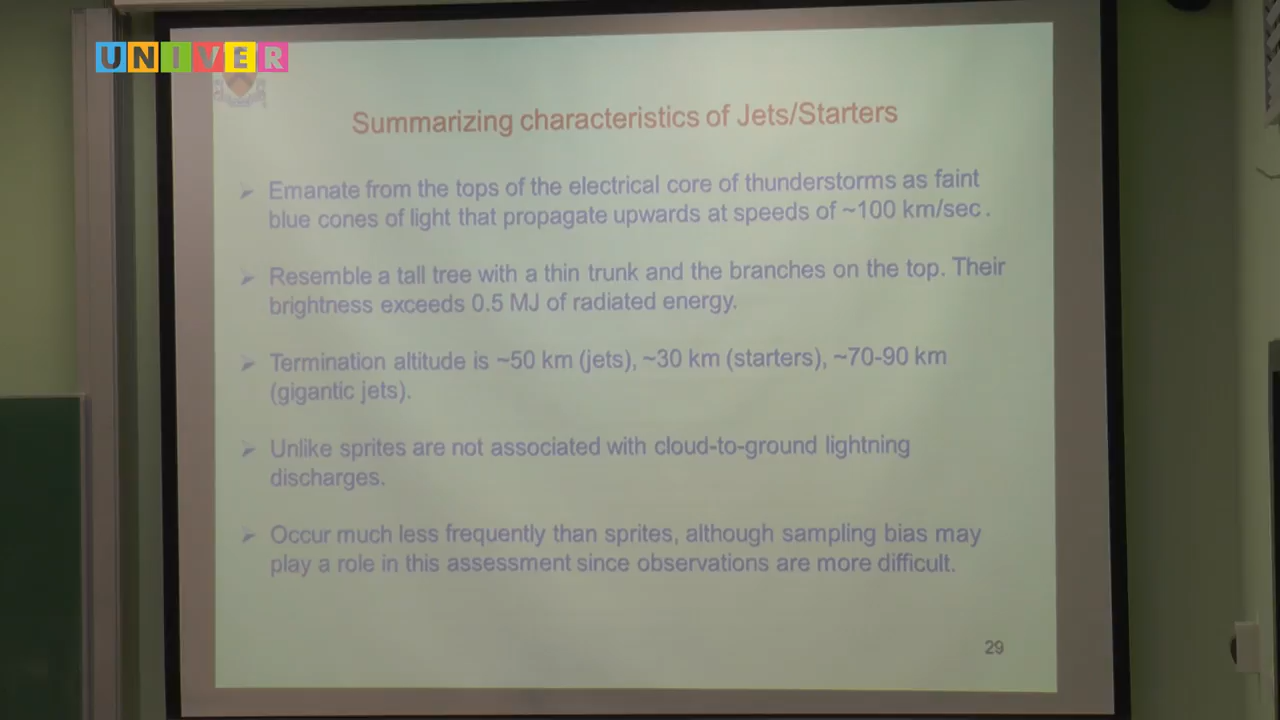 UNIVER
Summarizing characteristics of Jets/Starters
➢ Emanate from the tops of the electrical core of thunderstorms as faint
blue cones of light that propagate upwards at speeds of ~100 km/sec.
➢ Resemble a tall tree with a thin trunk and the branches on the top. Their
brightness exceeds 0.5 MJ of radiated energy.
➢ Termination altitude is ~50 km (jets), ~30 km (starters), ~70-90 km
(gigantic jets).
➢ Unlike sprites are not associated with cloud-to-ground lightning
discharges.
➢ Occur much less frequently than sprites, although sampling bias may
play a role in this assessment since observations are more difficult.
29